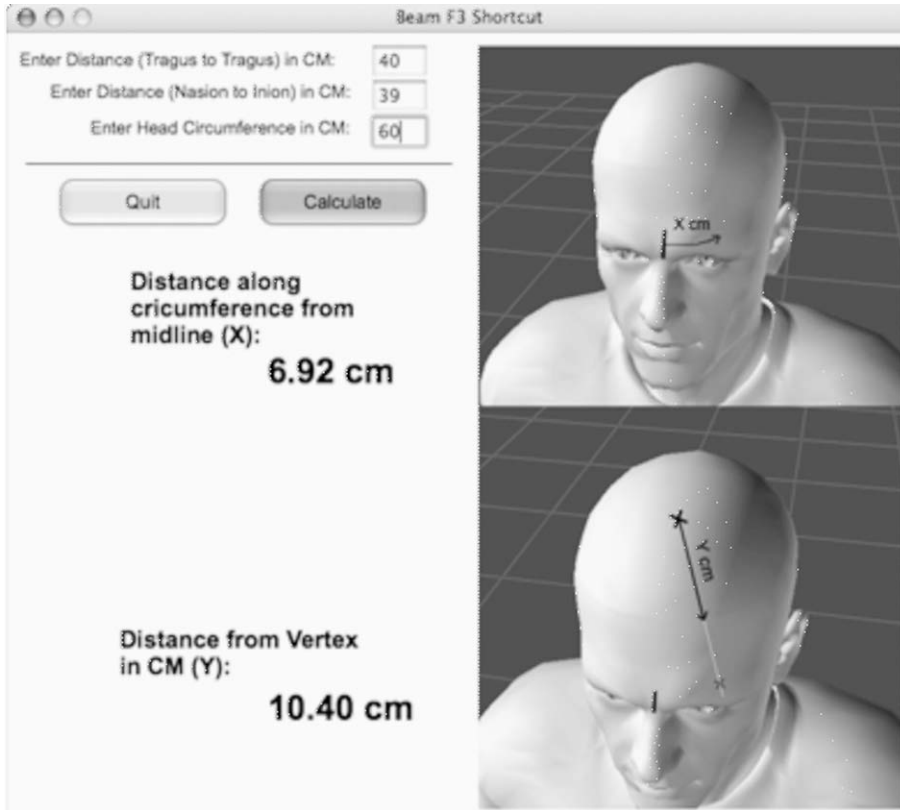 Beam F3 Shortcut
Enter Distance (Tragus to Tragus) in CM: 40
Enter Distance (Nasion to Inion) in CM: 39
Enter Head Circumference in CM: 60
Quit
Calculate
X cm
Distance along
cricumference from
midline (X):
6.92 cm
Y cm
Distance from Vertex
in CM (Y):
10.40 cm